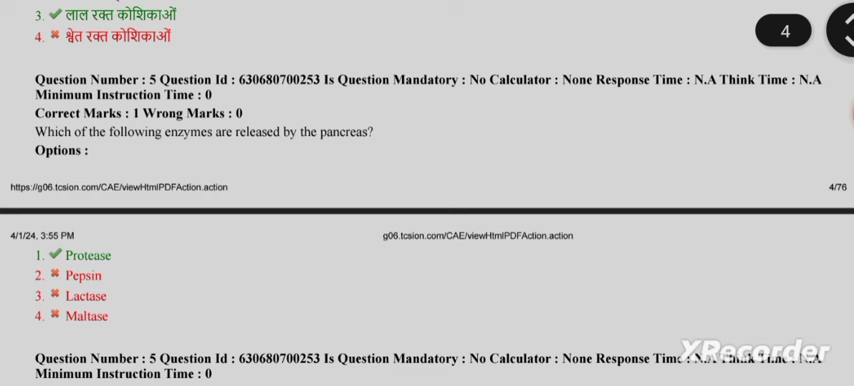 3. लाल रक्त कोशिकाओं
4. श्वेत रक्त कोशिकाओं
4
Question Number : 5 Question Id : 630680700253 Is Question Mandatory : No Calculator : None Response Time : N.A Think Time : N.A
Minimum Instruction Time : 0
Correct Marks : 1 Wrong Marks : 0
Which of the following enzymes are released by the pancreas?
Options :
https://g06.tcsion.com/CAE/viewHtmlPDFAction.action 4/76
4/1/24, 3:55 PM g06.tcsion.com/CAE/viewHtmlPDFAction.action
1. Protease
2. Pepsin
3. Lactase
4. Maltase
Question Number : 5 Question Id : 630680700253 Is Question Mandatory : No Calculator : None Response Time : N.A Think Time : N.A
Minimum Instruction Time : 0
XRecorder